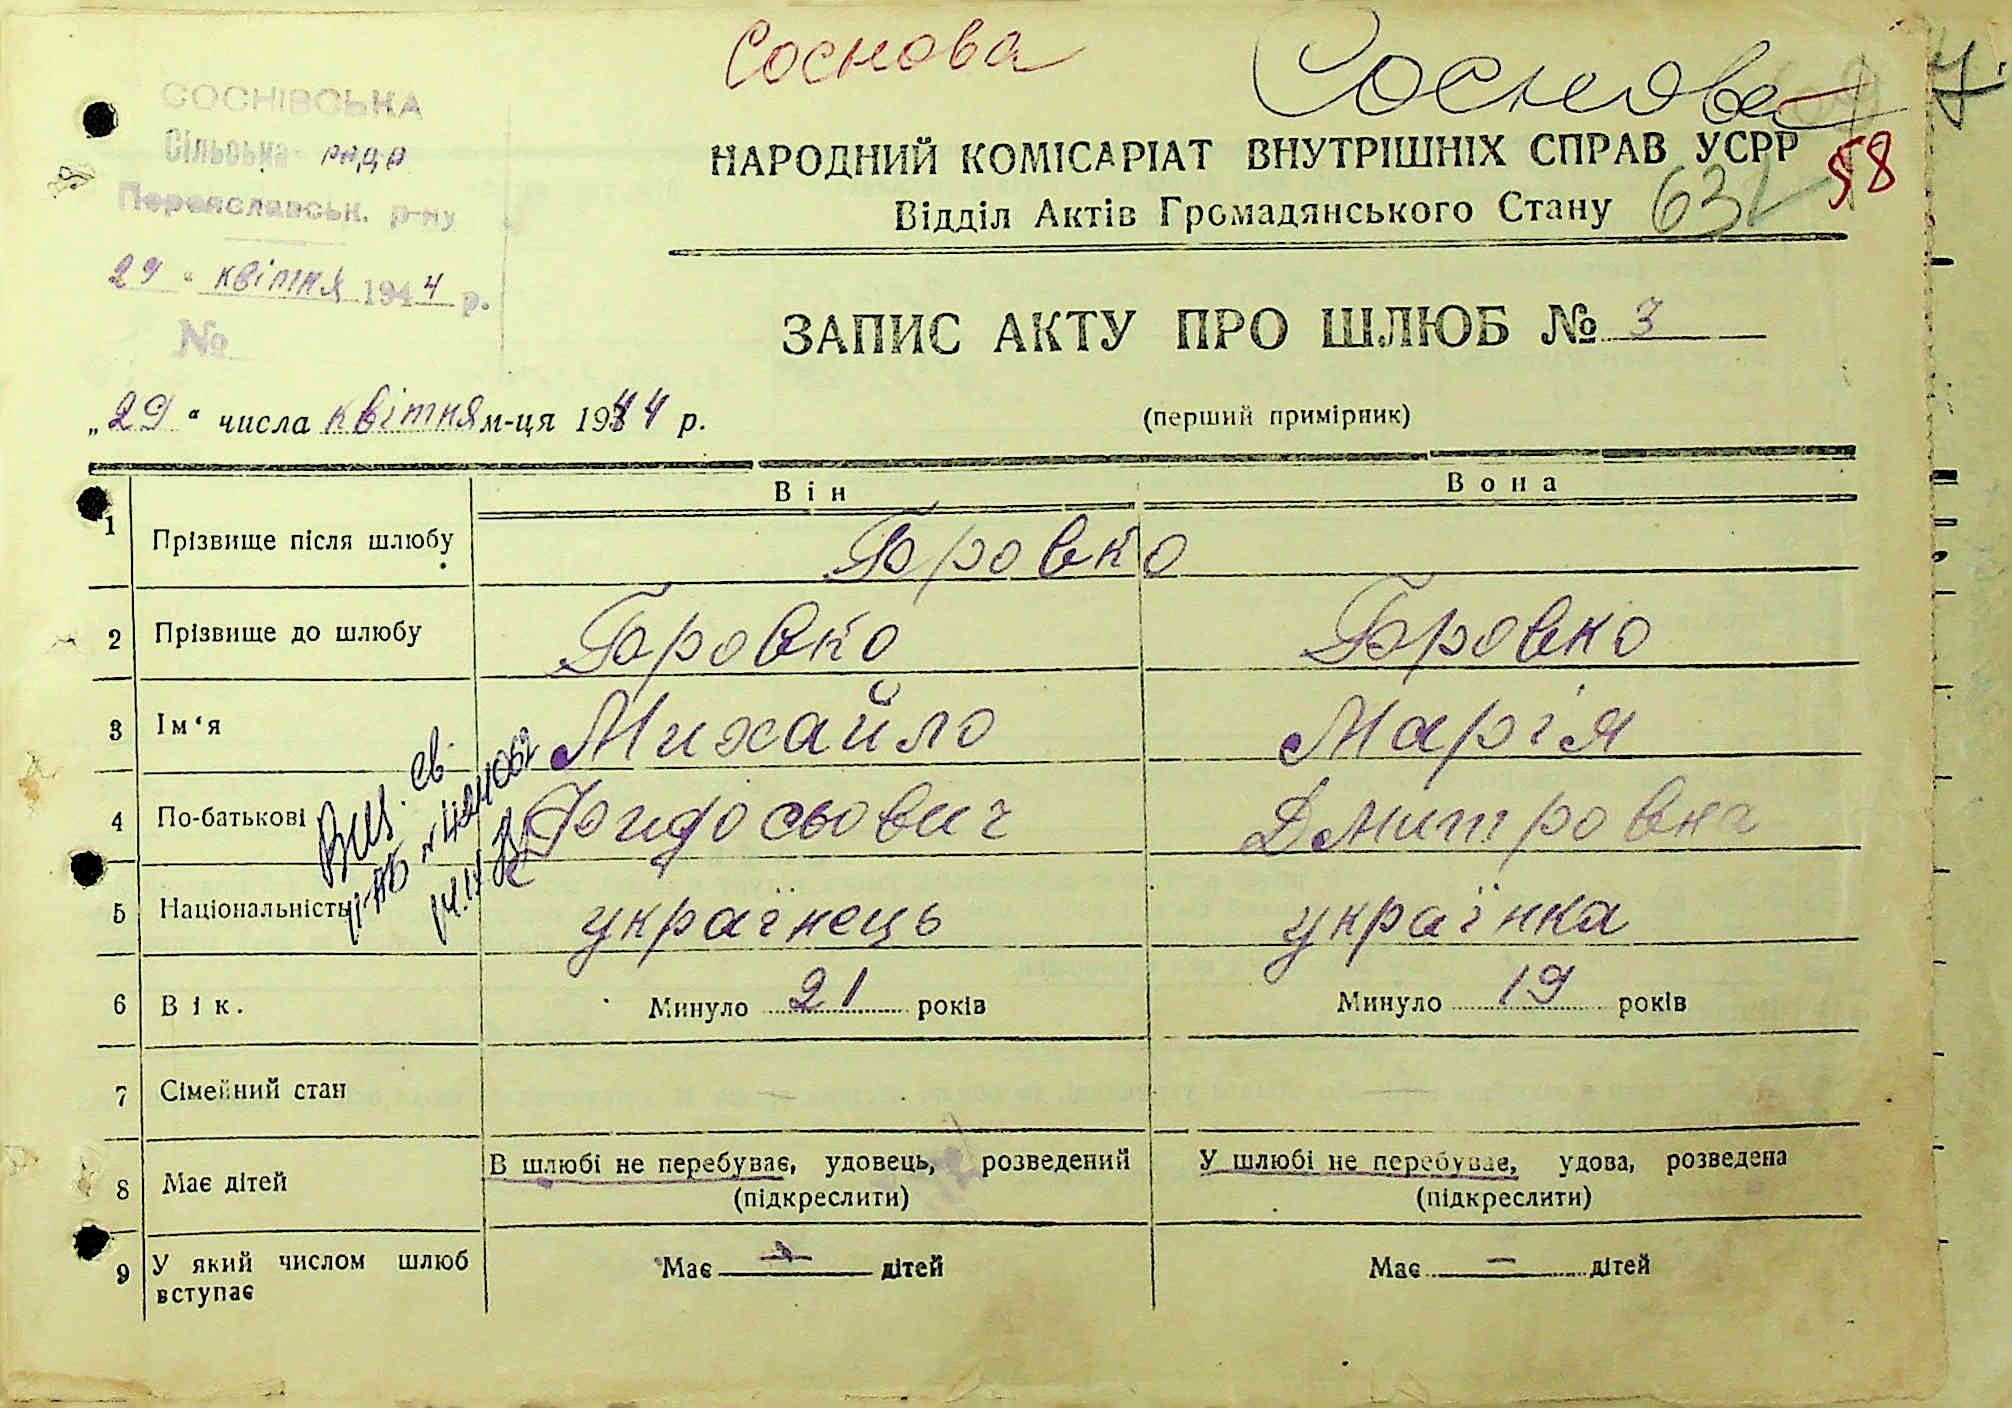 Соснова
Соснова
7.
СОСНІВСЬКА
Сільська рада
Переяславськ. р-ну
29 " квітня 1944 р.
№
НАРОДНИЙ КОМІСАРІАТ ВНУТРІШНІХ СПРАВ УСРР
58
Відділ Актів Громадянського Стану
632
ЗАПИС АКТУ ПРО ШЛЮБ № 3
„29“ числа квітня м-ця 1944 р.
(перший примірник)
Він Вона
1 Прізвище після шлюбу Бровко
2 Прізвище до шлюбу Бровко Бровко
3 Ім‘я Михайло Марія
4 По-батькові Фидосьович Дмитровна
5 Національність українець українка
6 Вік. Минуло 21 років Минуло 19 років
7 Сімейний стан
8 Має дітей В шлюбі не перебуває, удовець, розведений У шлюбі не перебуває, удова, розведена
(підкреслити) (підкреслити)
9 У який числом шлюб вступає Має — дітей Має — дітей